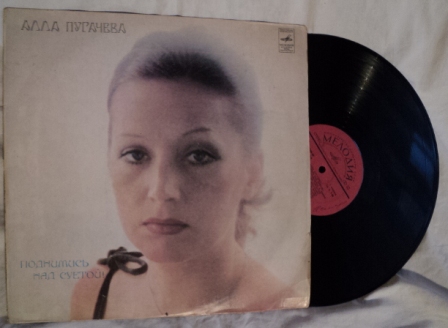 АЛЛА ПУГАЧЕВА
ПОДНИМИСЬ
НАД СУЕТОЙ!
МЕЛОДИЯ